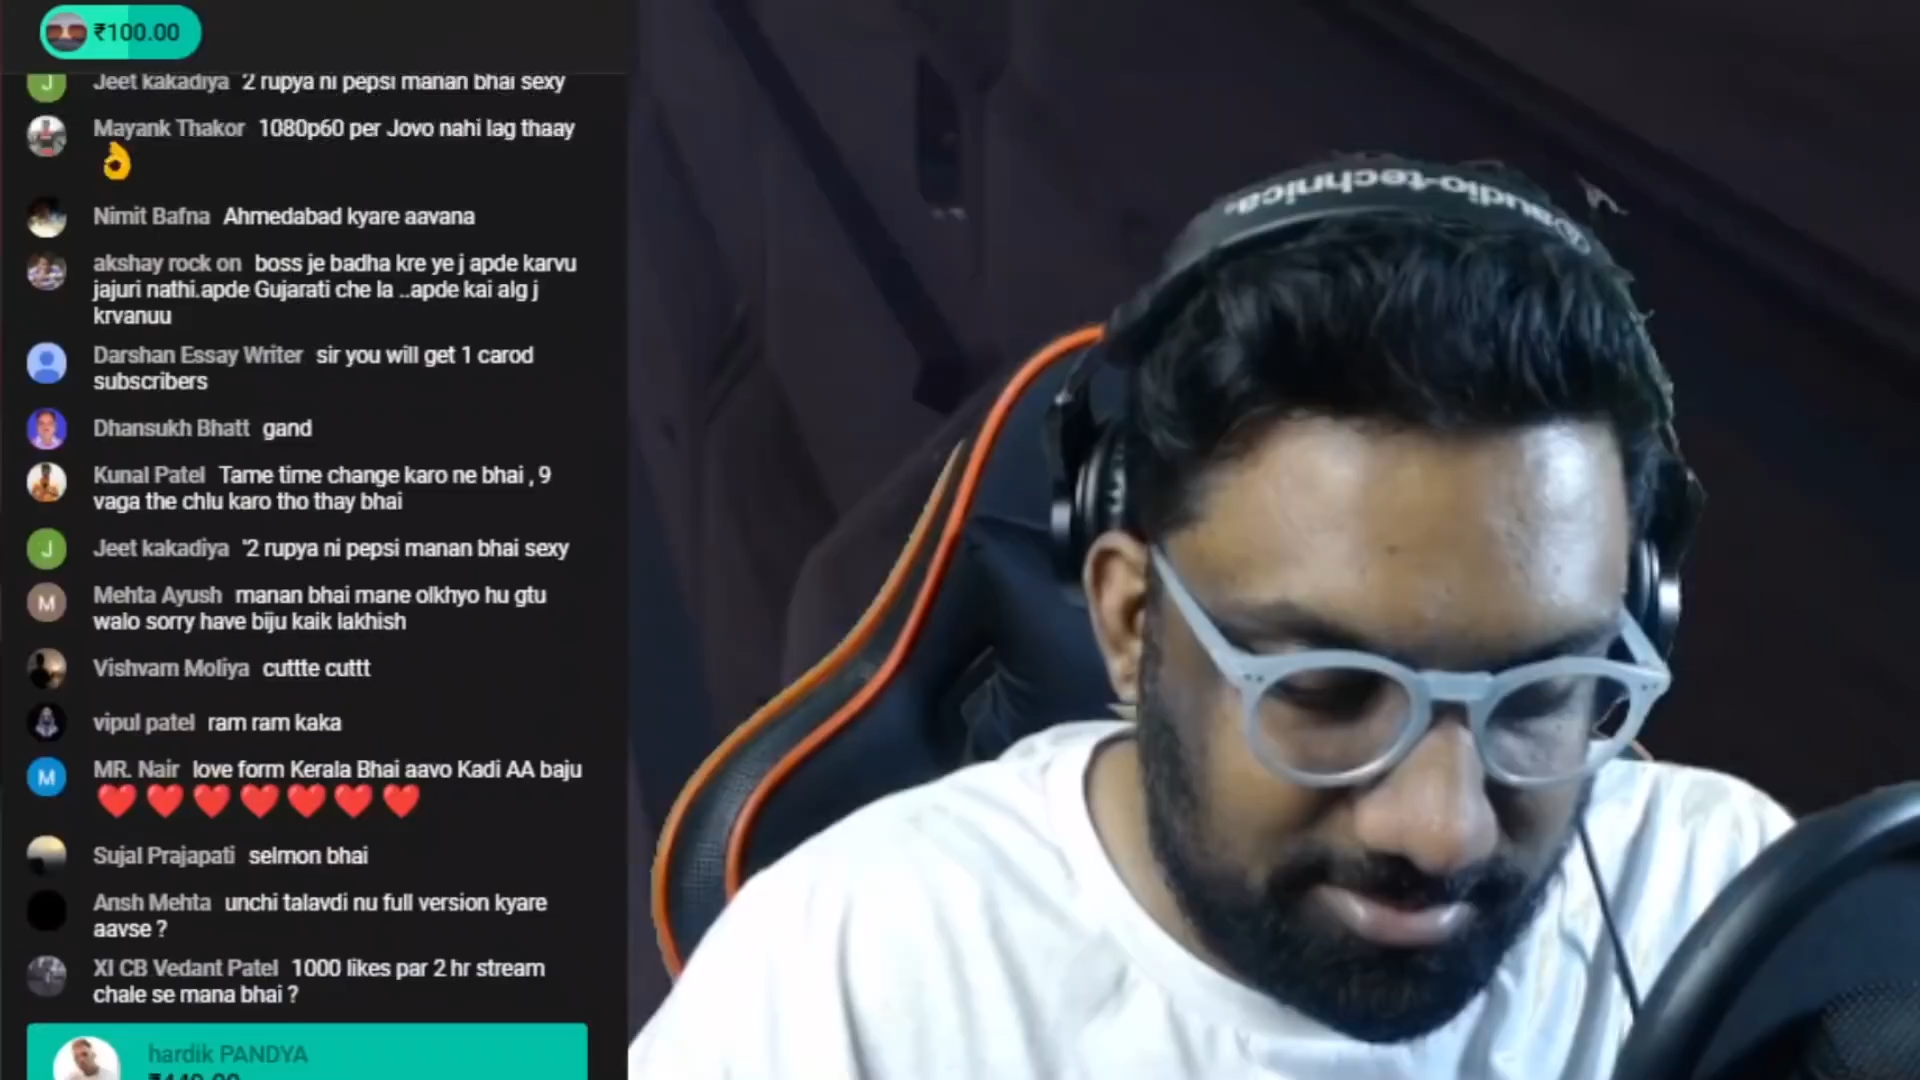 ₹100.00
Jeet kakadiya '2 rupya ni pepsi manan bhai sexy
Mayank Thakor 1080p60 per Jovo nahi lag thaay
👌
Nimit Bafna Ahmedabad kyare aavana
akshay rock on boss je badha kre ye j apde karvu
jajuri nathi.apde Gujarati che la ..apde kai alg j
krvanuu
Darshan Essay Writer sir you will get 1 carod
subscribers
Dhansukh Bhatt gand
Kunal Patel Tame time change karo ne bhai , 9
vaga the chlu karo tho thay bhai
J
Jeet kakadiya '2 rupya ni pepsi manan bhai sexy
M
Mehta Ayush manan bhai mane olkhyo hu gtu
walo sorry have biju kaik lakhish
Vishvam Moliya cuttte cuttt
vipul patel ram ram kaka
M
MR. Nair love form Kerala Bhai aavo Kadi AA baju
❤️❤️❤️❤️❤️❤️❤️
Sujal Prajapati selmon bhai
Ansh Mehta unchi talavdi nu full version kyare
aavse ?
XI CB Vedant Patel 1000 likes par 2 hr stream
chale se mana bhai ?
hardik PANDYA
audio-technica